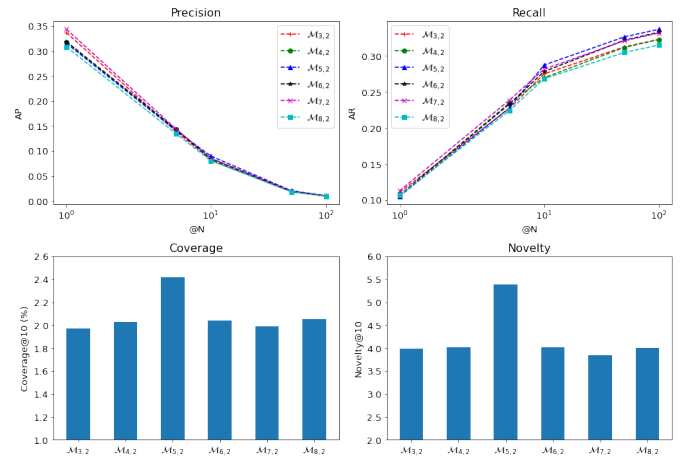 Precision
AP
0.35
0.30
0.25
0.20
0.15
0.10
0.05
0.00
10⁰ 10¹ 10²
@N
ℳ₃,₂
ℳ₄,₂
ℳ₅,₂
ℳ₆,₂
ℳ₇,₂
ℳ₈,₂
Recall
AR
0.30
0.25
0.20
0.15
0.10
10⁰ 10¹ 10²
@N
ℳ₃,₂
ℳ₄,₂
ℳ₅,₂
ℳ₆,₂
ℳ₇,₂
ℳ₈,₂
Coverage
Coverage@10 (%)
2.6
2.4
2.2
2.0
1.8
1.6
1.4
1.2
1.0
ℳ₃,₂ ℳ₄,₂ ℳ₅,₂ ℳ₆,₂ ℳ₇,₂ ℳ₈,₂
Novelty
Novelty@10
6.0
5.5
5.0
4.5
4.0
3.5
3.0
2.5
2.0
ℳ₃,₂ ℳ₄,₂ ℳ₅,₂ ℳ₆,₂ ℳ₇,₂ ℳ₈,₂